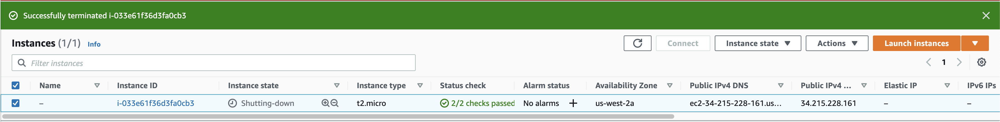 Successfully terminated i-033e61f36d3fa0cb3
Instances (1/1) Info
Connect Instance state Actions Launch instances
Filter instances
1
Name Instance ID Instance state Instance type Status check Alarm status Availability Zone Public IPv4 DNS Public IPv4 ... Elastic IP IPv6 IPs
– i-033e61f36d3fa0cb3 Shutting-down t2.micro 2/2 checks passed No alarms + us-west-2a ec2-34-215-228-161.us... 34.215.228.161 – –